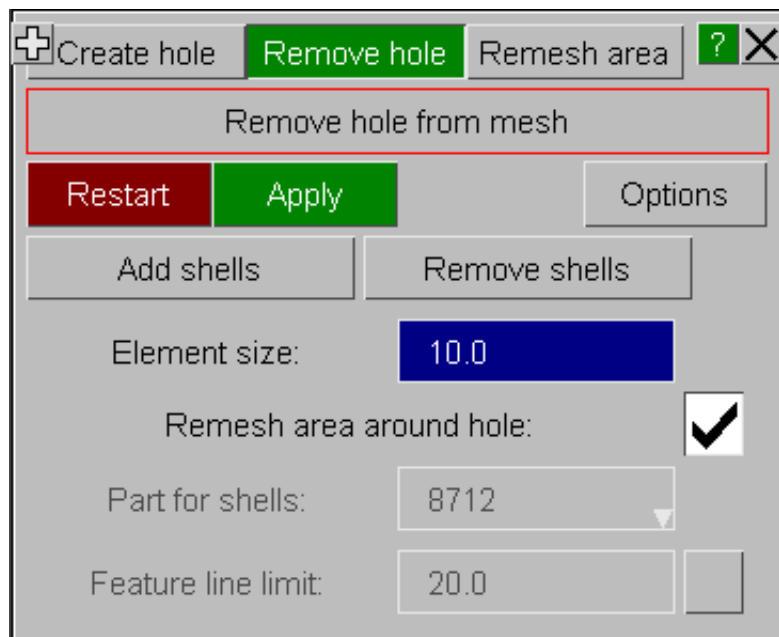 Create hole Remove hole Remesh area ? X
Remove hole from mesh
Restart Apply Options
Add shells Remove shells
Element size: 10.0
Remesh area around hole:
Part for shells: 8712
Feature line limit: 20.0